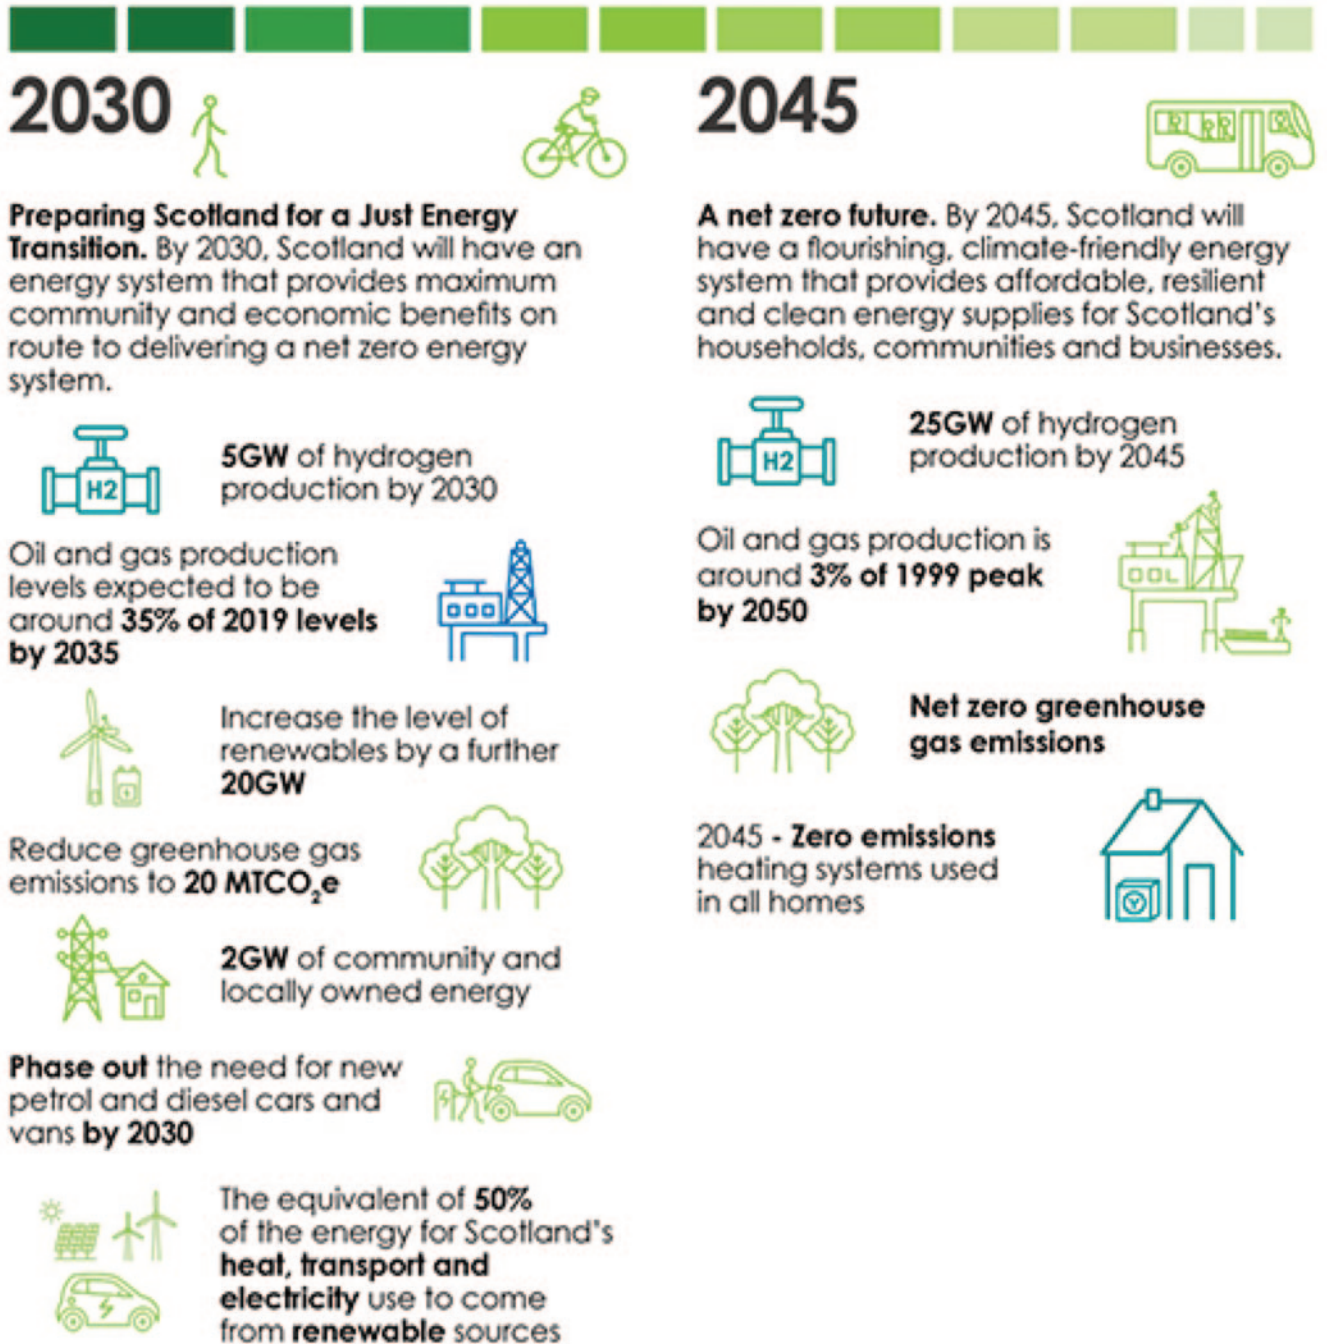 2030
Preparing Scotland for a Just Energy
Transition. By 2030, Scotland will have an
energy system that provides maximum
community and economic benefits on
route to delivering a net zero energy
system.
H2
5GW of hydrogen
production by 2030
Oil and gas production
levels expected to be
around 35% of 2019 levels
by 2035
Increase the level of
renewables by a further
20GW
Reduce greenhouse gas
emissions to 20 MTCO₂e
2GW of community and
locally owned energy
Phase out the need for new
petrol and diesel cars and
vans by 2030
The equivalent of 50%
of the energy for Scotland's
heat, transport and
electricity use to come
from renewable sources
2045
A net zero future. By 2045, Scotland will
have a flourishing, climate-friendly energy
system that provides affordable, resilient
and clean energy supplies for Scotland's
households, communities and businesses.
H2
25GW of hydrogen
production by 2045
Oil and gas production is
around 3% of 1999 peak
by 2050
Net zero greenhouse
gas emissions
2045 - Zero emissions
heating systems used
in all homes